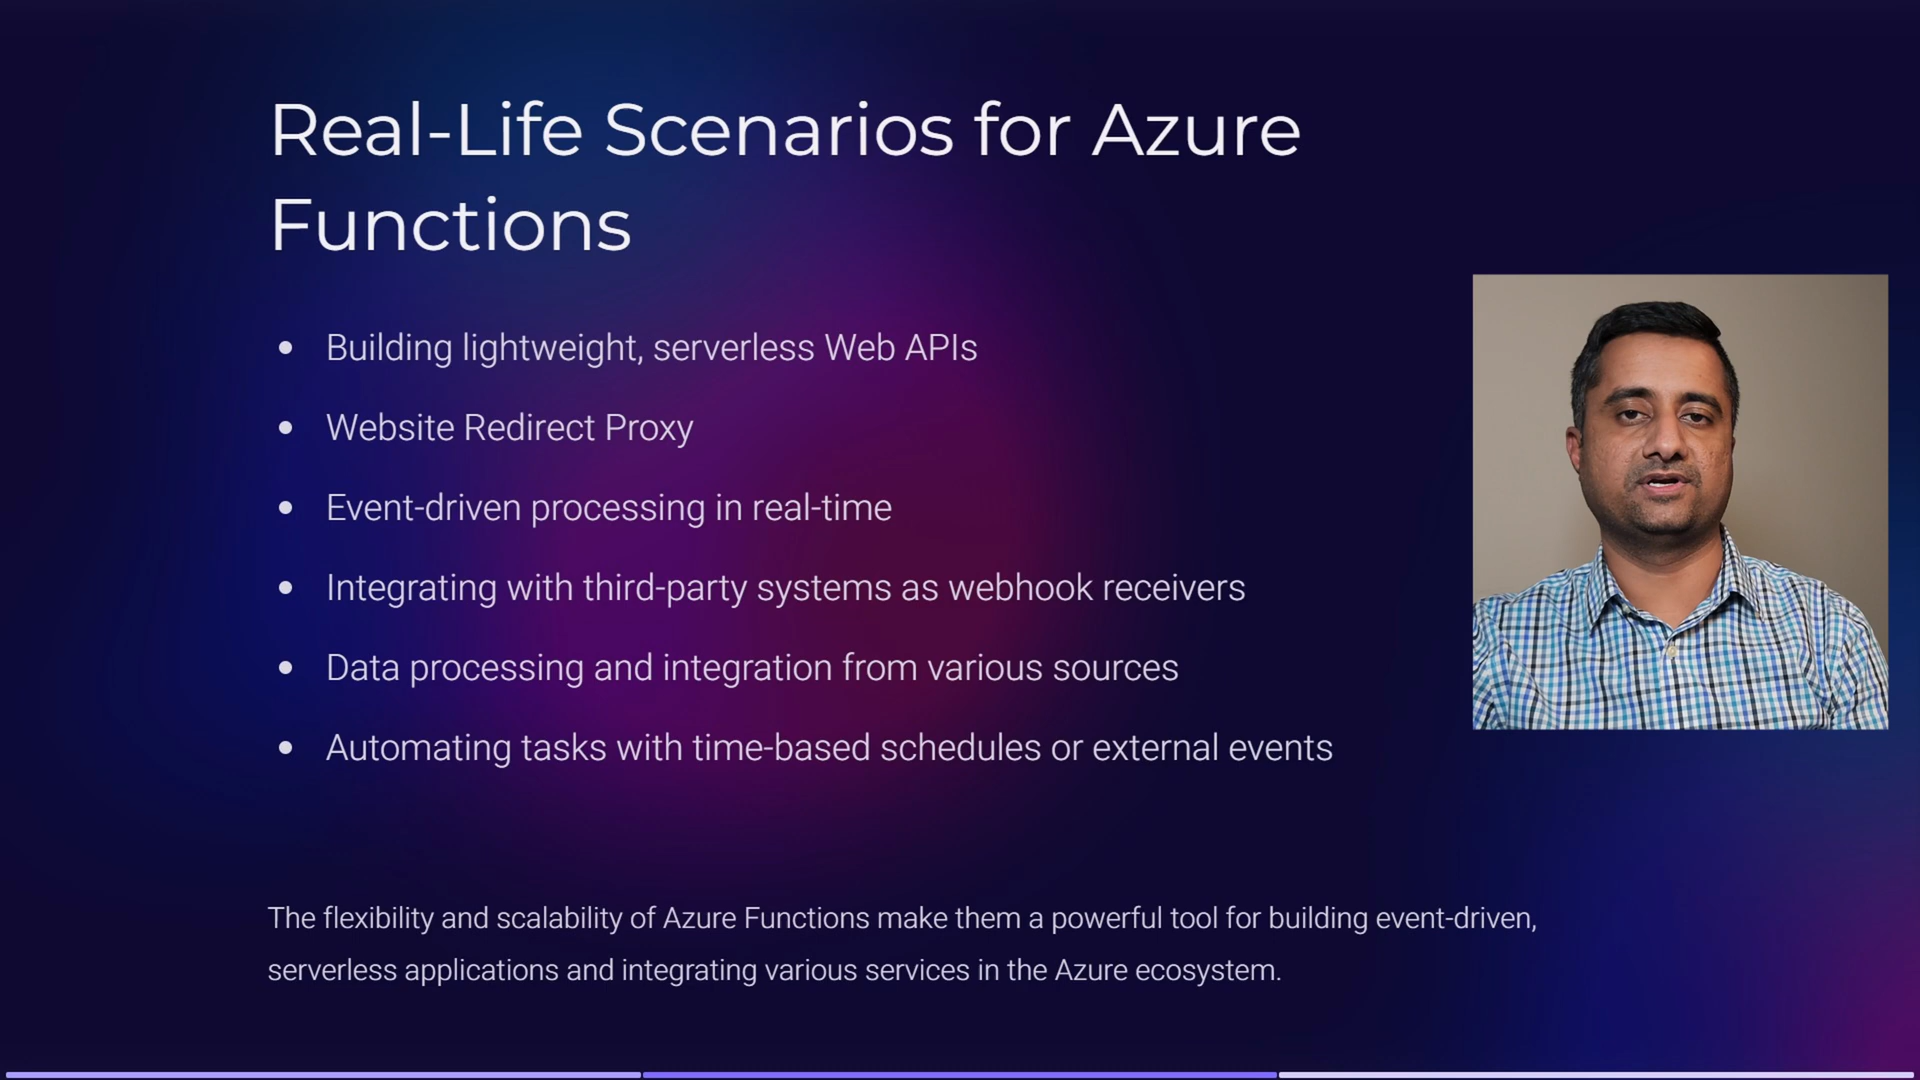 Real-Life Scenarios for Azure
Functions
• Building lightweight, serverless Web APIs
• Website Redirect Proxy
• Event-driven processing in real-time
• Integrating with third-party systems as webhook receivers
• Data processing and integration from various sources
• Automating tasks with time-based schedules or external events
The flexibility and scalability of Azure Functions make them a powerful tool for building event-driven,
serverless applications and integrating various services in the Azure ecosystem.